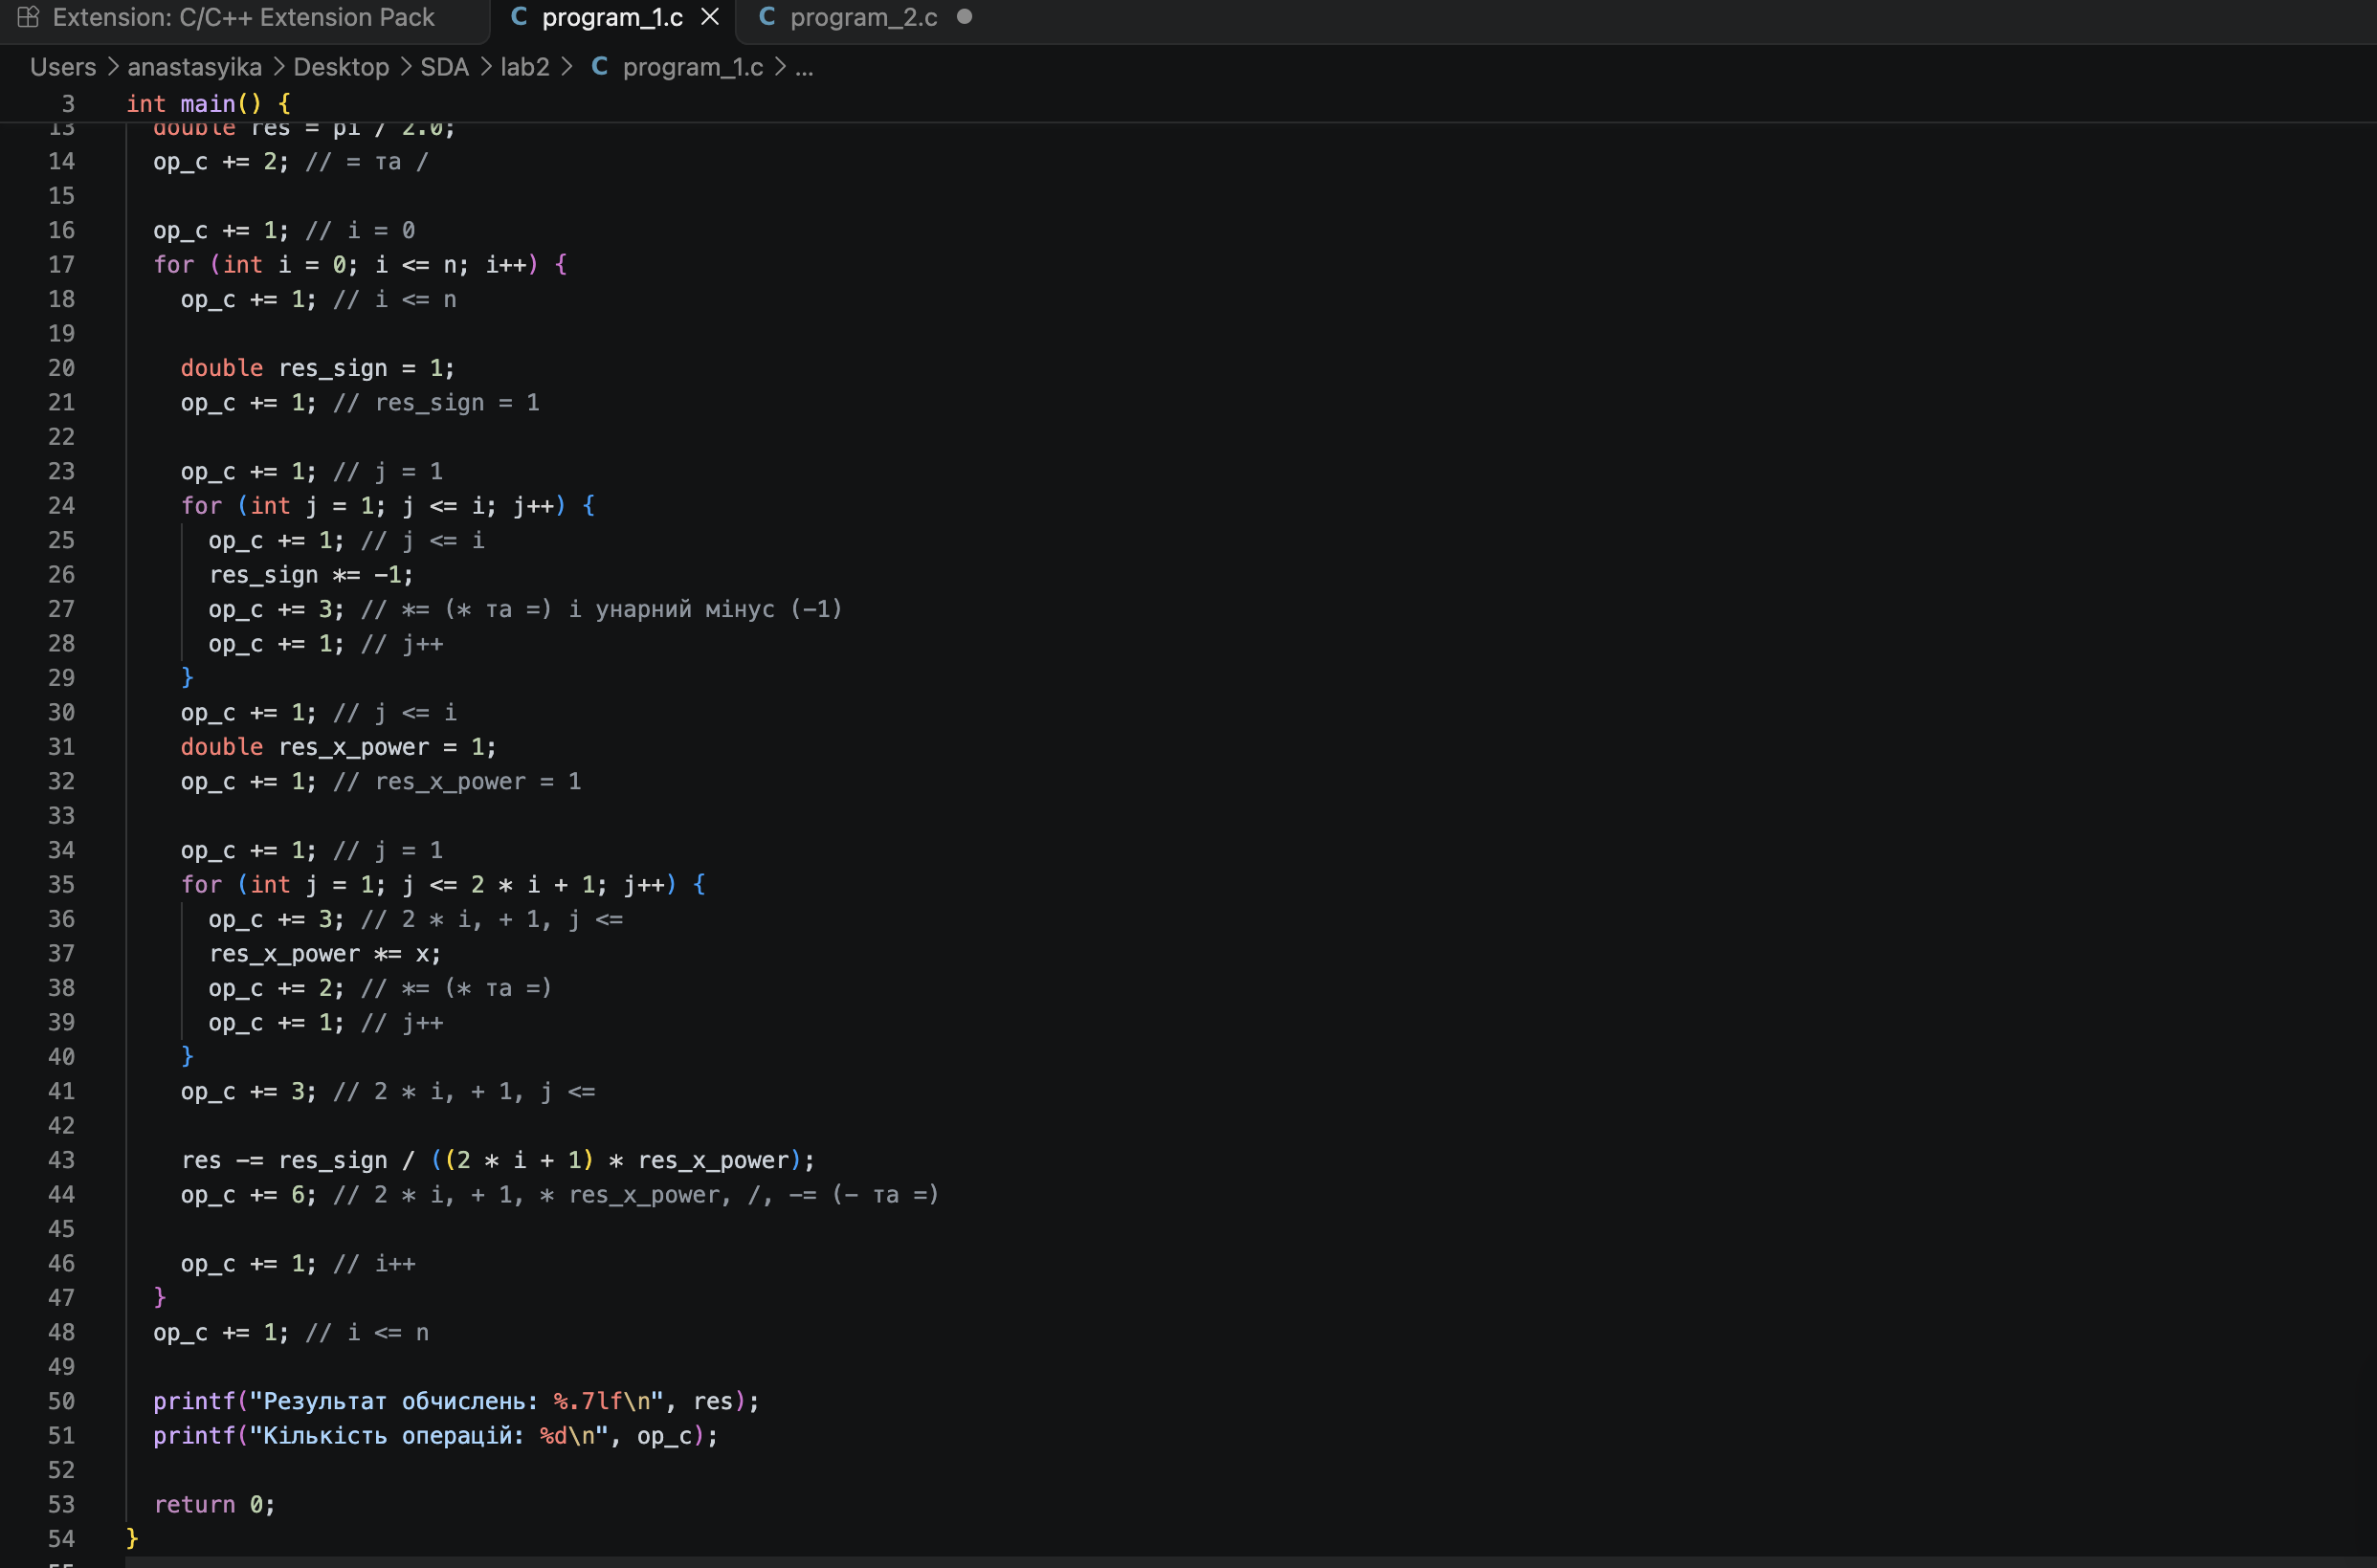 Extension: C/C++ Extension Pack
C program_1.c
C program_2.c
Users > anastasyika > Desktop > SDA > lab2 > C program_1.c > ...
3 int main() {
13 double res = pi / 2.0;
14 op_c += 2; // = та /
15
16 op_c += 1; // i = 0
17 for (int i = 0; i <= n; i++) {
18 op_c += 1; // i <= n
19
20 double res_sign = 1;
21 op_c += 1; // res_sign = 1
22
23 op_c += 1; // j = 1
24 for (int j = 1; j <= i; j++) {
25 op_c += 1; // j <= i
26 res_sign *= -1;
27 op_c += 3; // *= (* та =) і унарний мінус (-1)
28 op_c += 1; // j++
29 }
30 op_c += 1; // j <= i
31 double res_x_power = 1;
32 op_c += 1; // res_x_power = 1
33
34 op_c += 1; // j = 1
35 for (int j = 1; j <= 2 * i + 1; j++) {
36 op_c += 3; // 2 * i, + 1, j <=
37 res_x_power *= x;
38 op_c += 2; // *= (* та =)
39 op_c += 1; // j++
40 }
41 op_c += 3; // 2 * i, + 1, j <=
42
43 res -= res_sign / ((2 * i + 1) * res_x_power);
44 op_c += 6; // 2 * i, + 1, * res_x_power, /, -= (- та =)
45
46 op_c += 1; // i++
47 }
48 op_c += 1; // i <= n
49
50 printf("Результат обчислень: %.7lf\n", res);
51 printf("Кількість операцій: %d\n", op_c);
52
53 return 0;
54 }
55